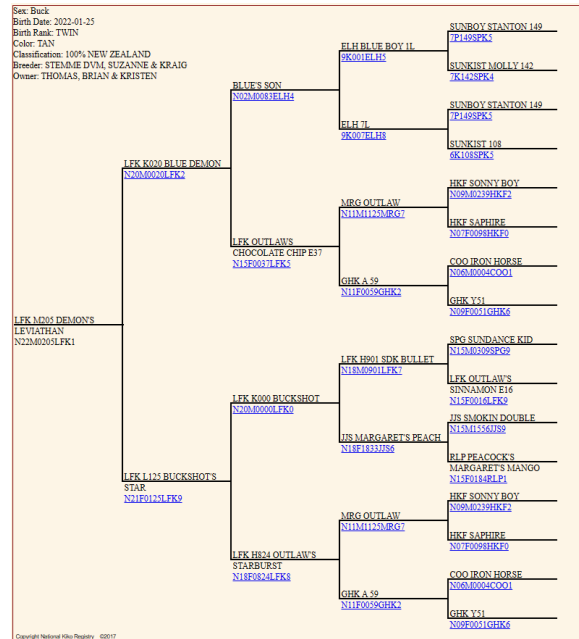 Sex: Buck
Birth Date: 2022-01-25
Birth Rank: TWIN
Color: TAN
Classification: 100% NEW ZEALAND
Breeder: STEMME DVM, SUZANNE & KRAIG
Owner: THOMAS, BRIAN & KRISTEN
LFK M205 DEMON'S
LEVIATHAN
N22M0205LFK1
LFK K020 BLUE DEMON
N20M0020LFK2
LFK L125 BUCKSHOT'S
STAR
N21F0125LFK9
BLUE'S SON
N02M0083ELH4
LFK OUTLAWS
CHOCOLATE CHIP E37
N15F0037LFK5
LFK K000 BUCKSHOT
N20M0000LFK0
LFK H824 OUTLAW'S
STARBURST
N18F0824LFK8
ELH BLUE BOY 1L
9K001ELH5
ELH 7L
9K007ELH8
MRG OUTLAW
N11M1125MRG7
GHK A 59
N11F0059GHK2
LFK H901 SDK BULLET
N18M0901LFK7
JJS MARGARET'S PEACH
N18F1833JJS6
MRG OUTLAW
N11M1125MRG7
GHK A 59
N11F0059GHK2
SUNBOY STANTON 149
7P149SPK5
SUNKIST MOLLY 142
7K142SPK4
SUNBOY STANTON 149
7P149SPK5
SUNKIST 108
6K108SPK5
HKF SONNY BOY
N09M0239HKF2
HKF SAPHIRE
N07F0098HKF0
COO IRON HORSE
N06M0004COO1
GHK Y51
N09F0051GHK6
SPG SUNDANCE KID
N15M0309SPG9
LFK OUTLAW'S
SINNAMON E16
N15F0016LFK9
JJS SMOKIN DOUBLE
N15M1556JJS9
RLP PEACOCK'S
MARGARET'S MANGO
N15F0184RLP1
HKF SONNY BOY
N09M0239HKF2
HKF SAPHIRE
N07F0098HKF0
COO IRON HORSE
N06M0004COO1
GHK Y51
N09F0051GHK6
Copyright National Kiko Registry ©2017